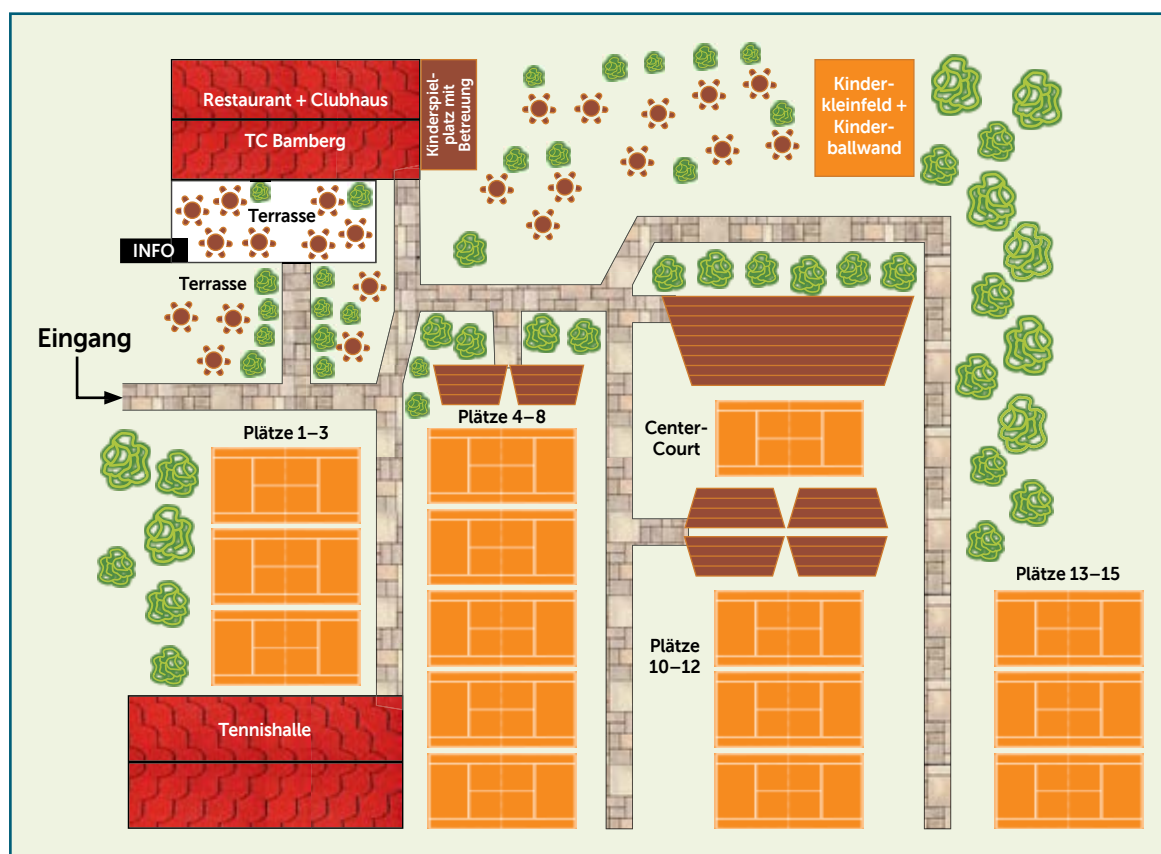 Restaurant + Clubhaus
TC Bamberg
Kinderspiel-
platz mit
Betreuung
Kinder-
kleinfeld +
Kinder-
ballwand
Terrasse
INFO
Terrasse
Eingang
Plätze 1–3
Plätze 4–8
Center-
Court
Plätze
10–12
Plätze 13–15
Tennishalle